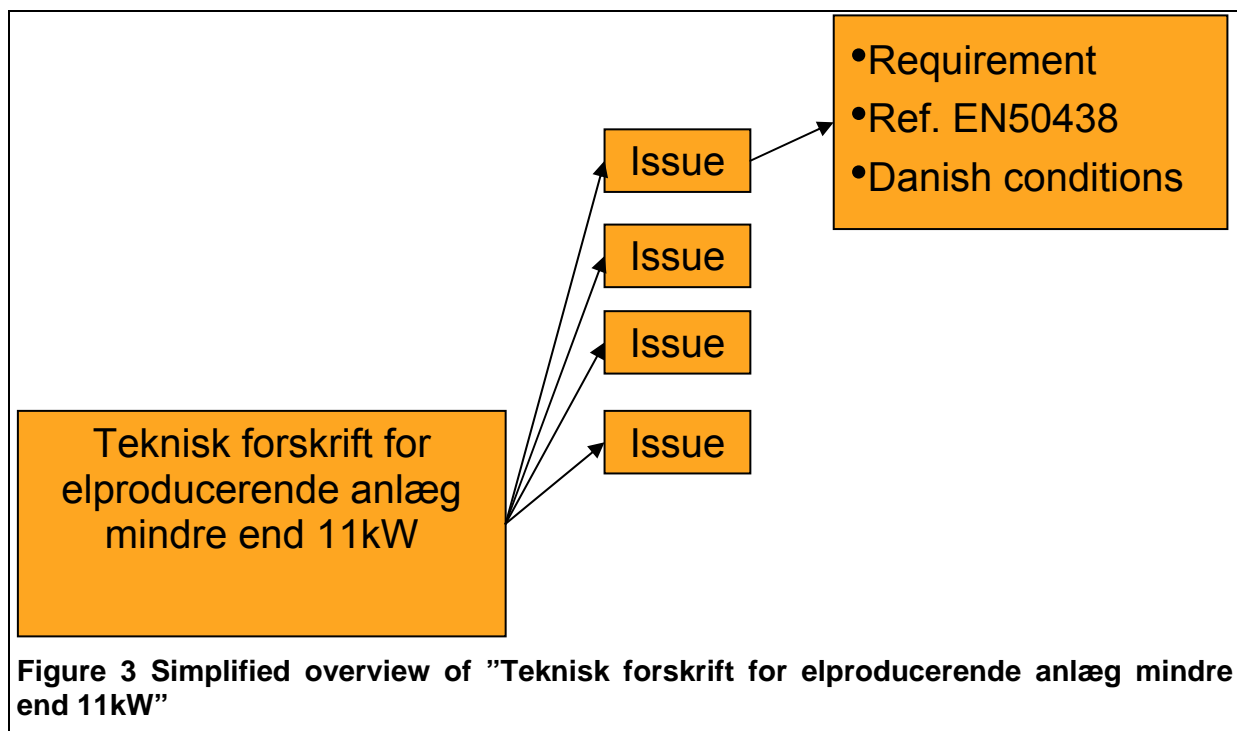 •Requirement
•Ref. EN50438
•Danish conditions
Issue
Issue
Issue
Issue
Teknisk forskrift for
elproducerende anlæg
mindre end 11kW
Figure 3 Simplified overview of ”Teknisk forskrift for elproducerende anlæg mindre
end 11kW”